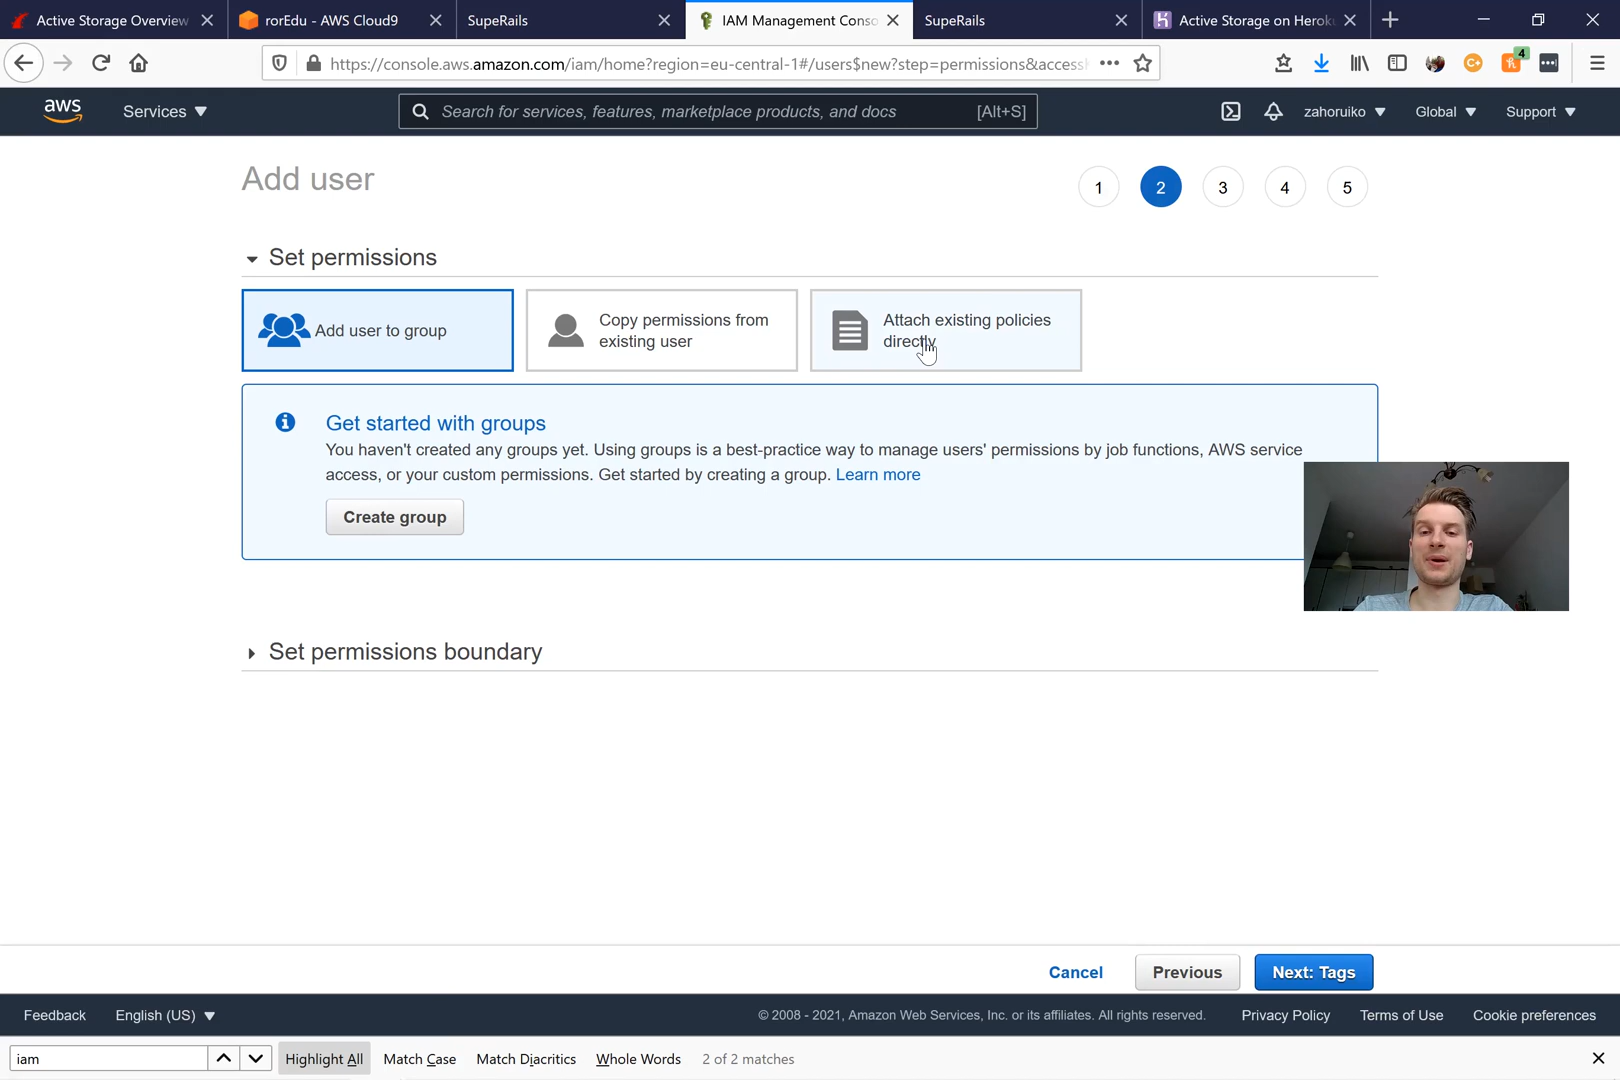 Active Storage Overview
rorEdu - AWS Cloud9
SupeRails
IAM Management Conso
SupeRails
Active Storage on Heroku
https://console.aws.amazon.com/iam/home?region=eu-central-1#/users$new?step=permissions&access
4
aws
Services
Search for services, features, marketplace products, and docs
[Alt+S]
zahoruiko
Global
Support
Add user
1
2
3
4
5
Set permissions
Add user to group
Copy permissions from
existing user
Attach existing policies
directly
Get started with groups
You haven't created any groups yet. Using groups is a best-practice way to manage users' permissions by job functions, AWS service
access, or your custom permissions. Get started by creating a group. Learn more
Create group
Set permissions boundary
Cancel
Previous
Next: Tags
Feedback
English (US)
© 2008 - 2021, Amazon Web Services, Inc. or its affiliates. All rights reserved.
Privacy Policy
Terms of Use
Cookie preferences
iam
Highlight All
Match Case
Match Diacritics
Whole Words
2 of 2 matches